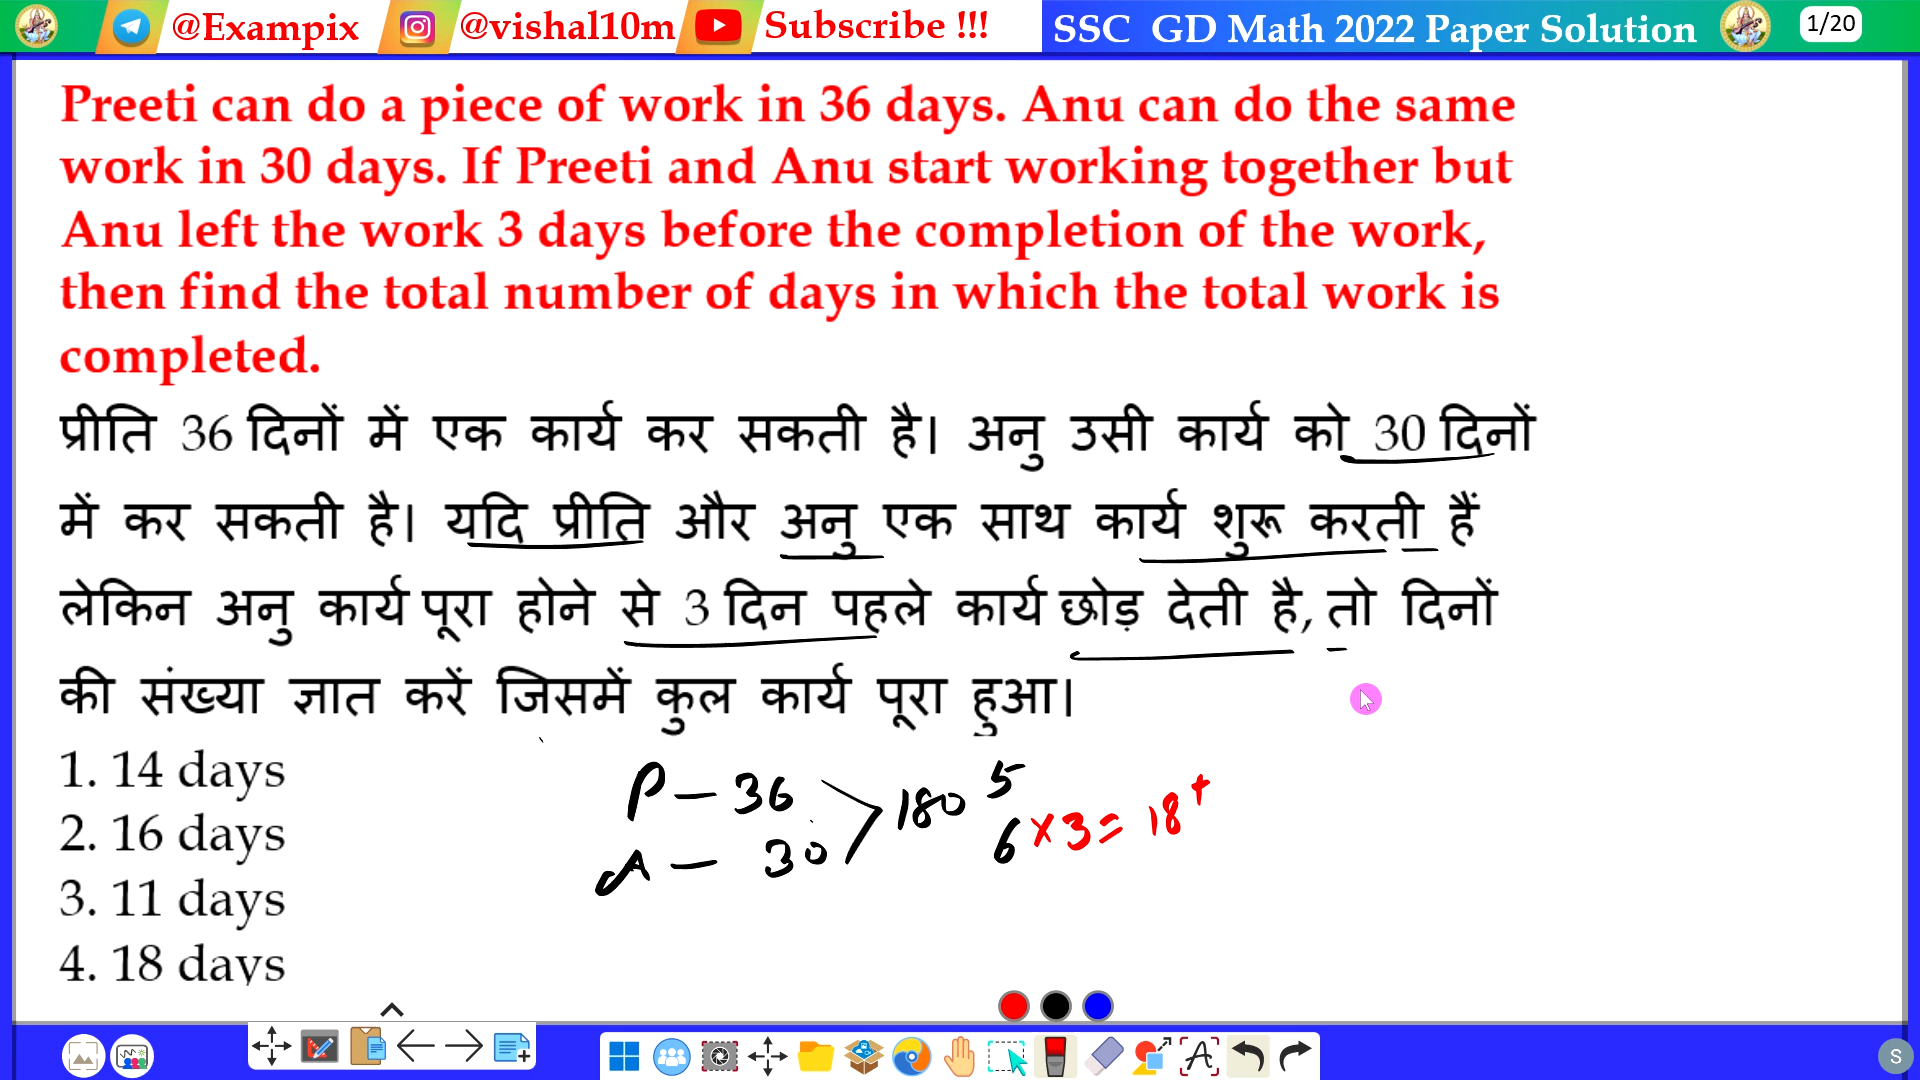 @Exampix @vishal10m Subscribe !!! SSC GD Math 2022 Paper Solution 1/20
Preeti can do a piece of work in 36 days. Anu can do the same
work in 30 days. If Preeti and Anu start working together but
Anu left the work 3 days before the completion of the work,
then find the total number of days in which the total work is
completed.
प्रीति 36 दिनों में एक कार्य कर सकती है। अनु उसी कार्य को 30 दिनों
में कर सकती है। यदि प्रीति और अनु एक साथ कार्य शुरू करती हैं
लेकिन अनु कार्य पूरा होने से 3 दिन पहले कार्य छोड़ देती है, तो दिनों
की संख्या ज्ञात करें जिसमें कुल कार्य पूरा हुआ।
1. 14 days
2. 16 days
3. 11 days
4. 18 days
P – 36 180 5
A – 30 6 × 3 = 18 +
S